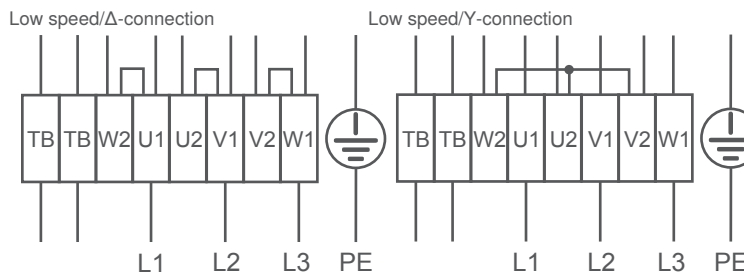 Low speed/Δ-connection
Low speed/Y-connection
TB TB W2 U1 U2 V1 V2 W1
TB TB W2 U1 U2 V1 V2 W1
L1 L2 L3 PE
L1 L2 L3 PE